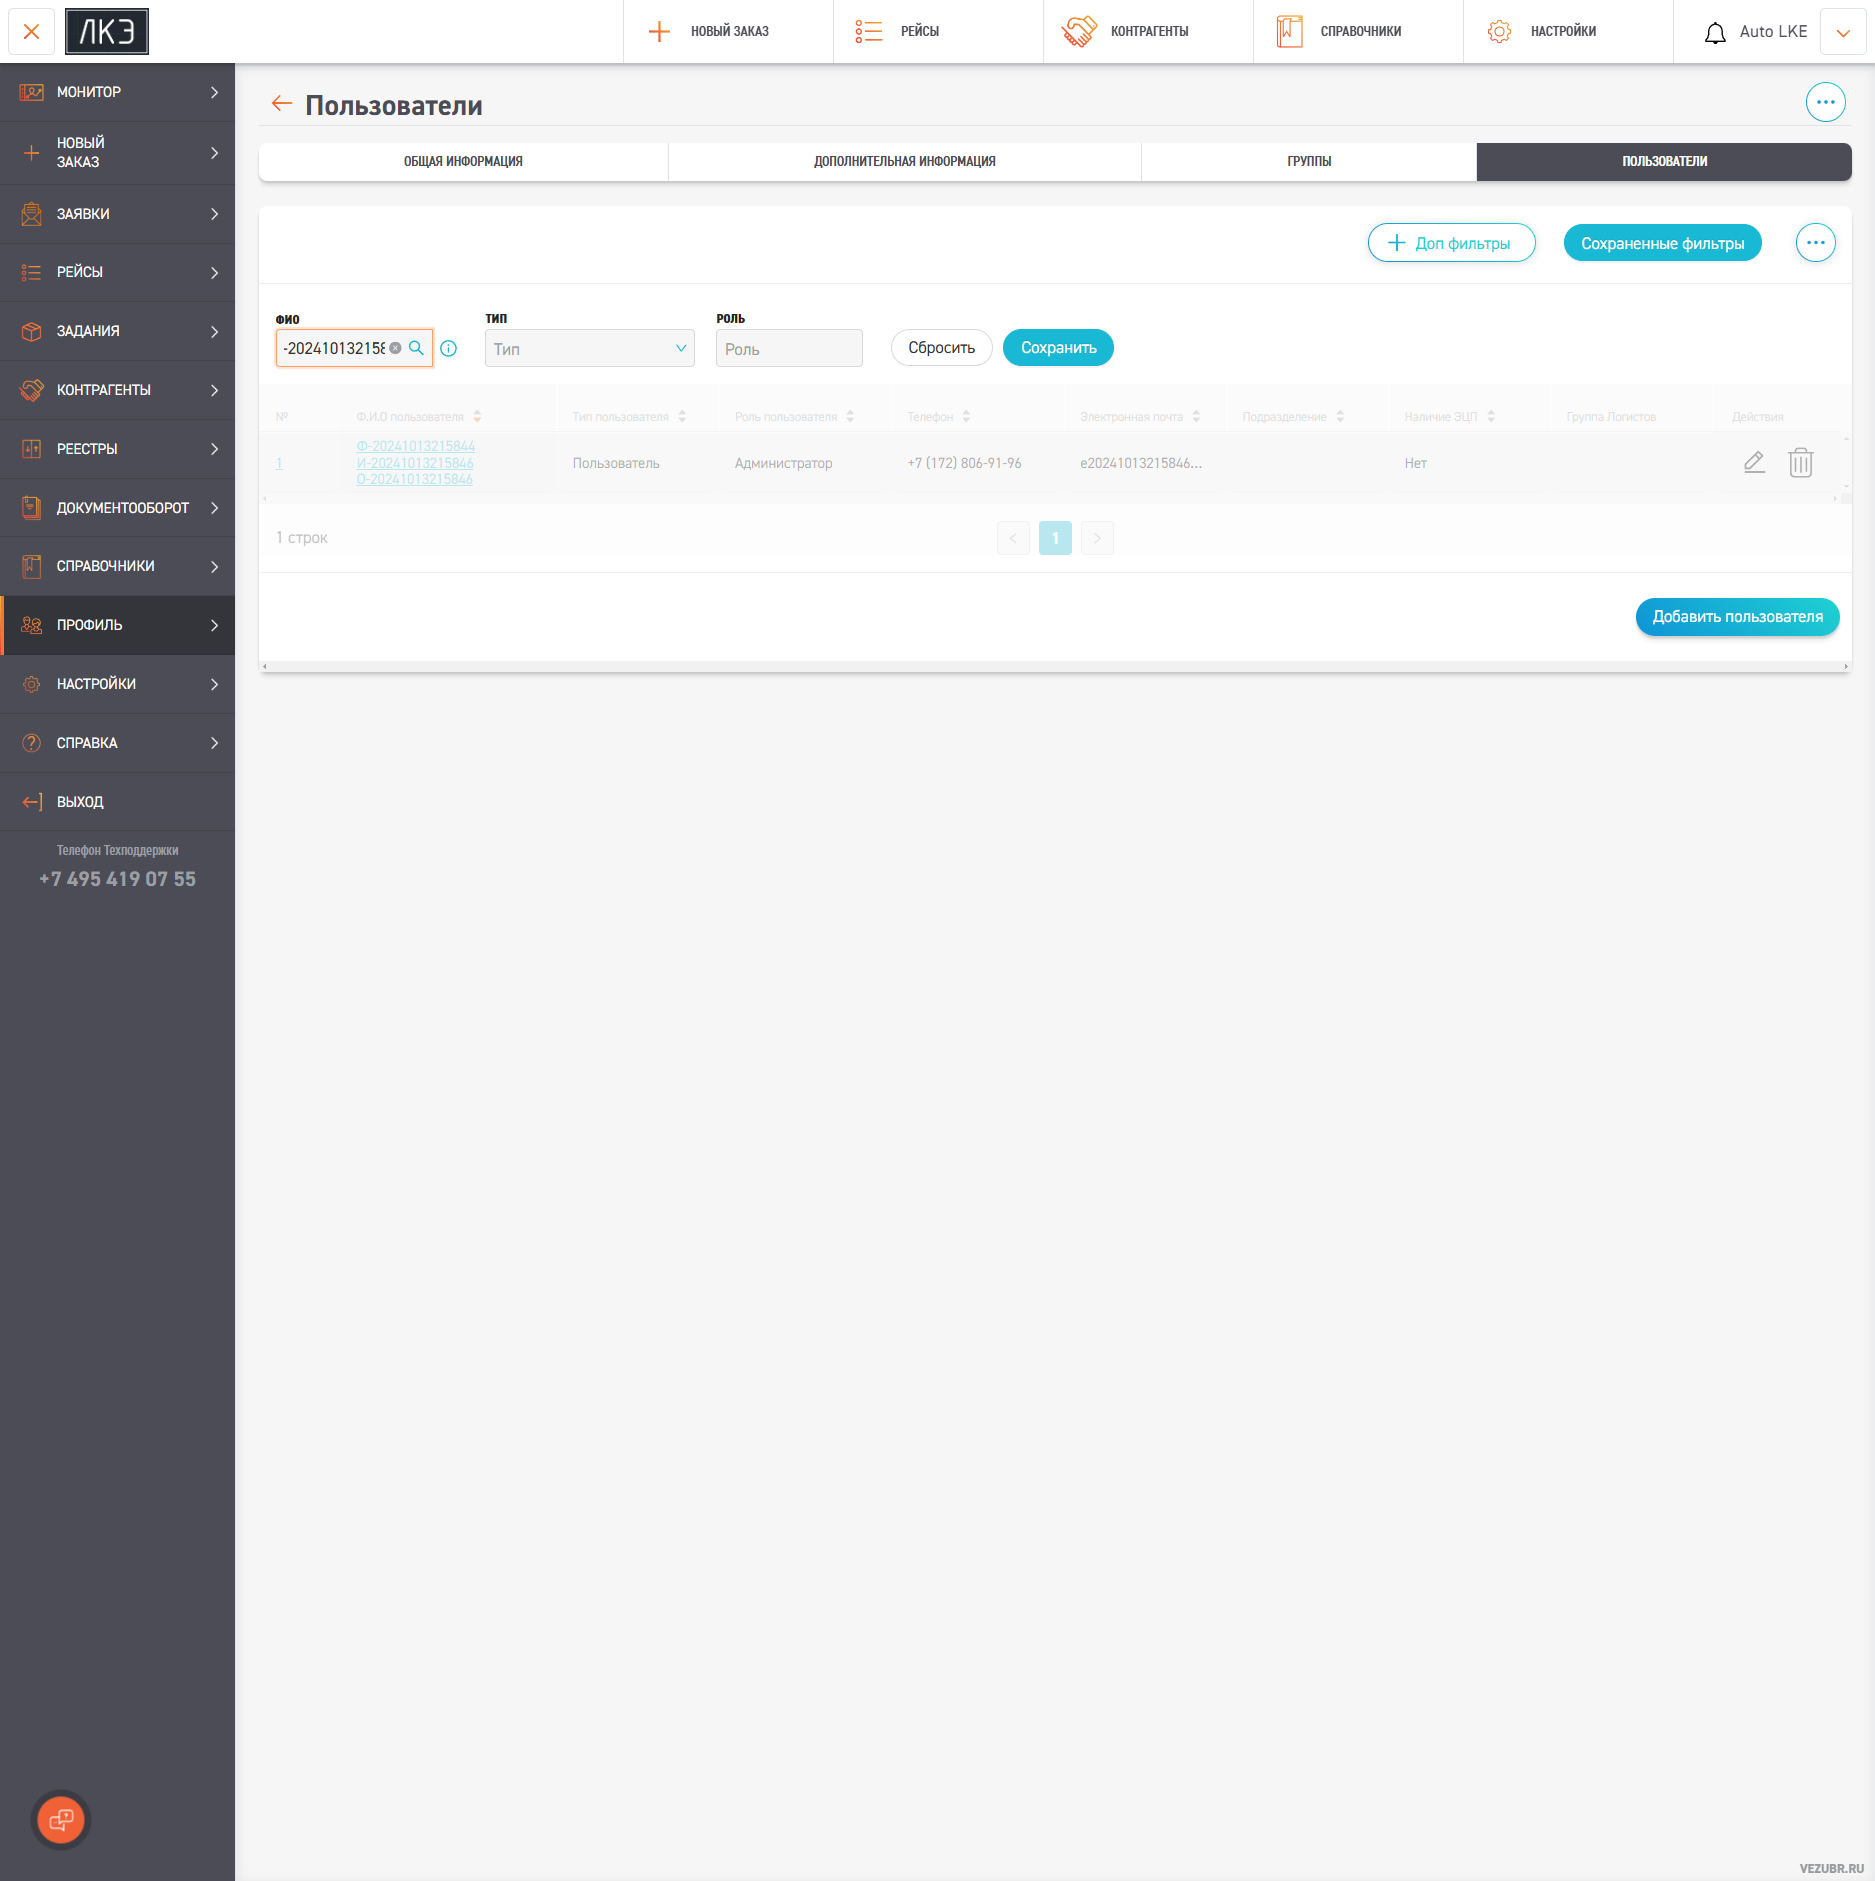 ЛКЭ
НОВЫЙ ЗАКАЗ
РЕЙСЫ
КОНТРАГЕНТЫ
СПРАВОЧНИКИ
НАСТРОЙКИ
Auto LKE
МОНИТОР
НОВЫЙ
ЗАКАЗ
ЗАЯВКИ
РЕЙСЫ
ЗАДАНИЯ
КОНТРАГЕНТЫ
РЕЕСТРЫ
ДОКУМЕНТООБОРОТ
СПРАВОЧНИКИ
ПРОФИЛЬ
НАСТРОЙКИ
СПРАВКА
ВЫХОД
Телефон Техподдержки
+7 495 419 07 55
Пользователи
ОБЩАЯ ИНФОРМАЦИЯ
ДОПОЛНИТЕЛЬНАЯ ИНФОРМАЦИЯ
ГРУППЫ
ПОЛЬЗОВАТЕЛИ
Доп фильтры
Сохраненные фильтры
ФИО
ТИП
РОЛЬ
-202410132158
Тип
Роль
Сбросить
Сохранить
№
Ф.И.О пользователя
Тип пользователя
Роль пользователя
Телефон
Электронная почта
Подразделение
Наличие ЭЦП
Группа Логистов
Действия
1
Ф-20241013215844
И-20241013215846
О-20241013215846
Пользователь
Администратор
+7 (172) 806-91-96
e20241013215846...
Нет
1 строк
1
Добавить пользователя
VEZUBR.RU